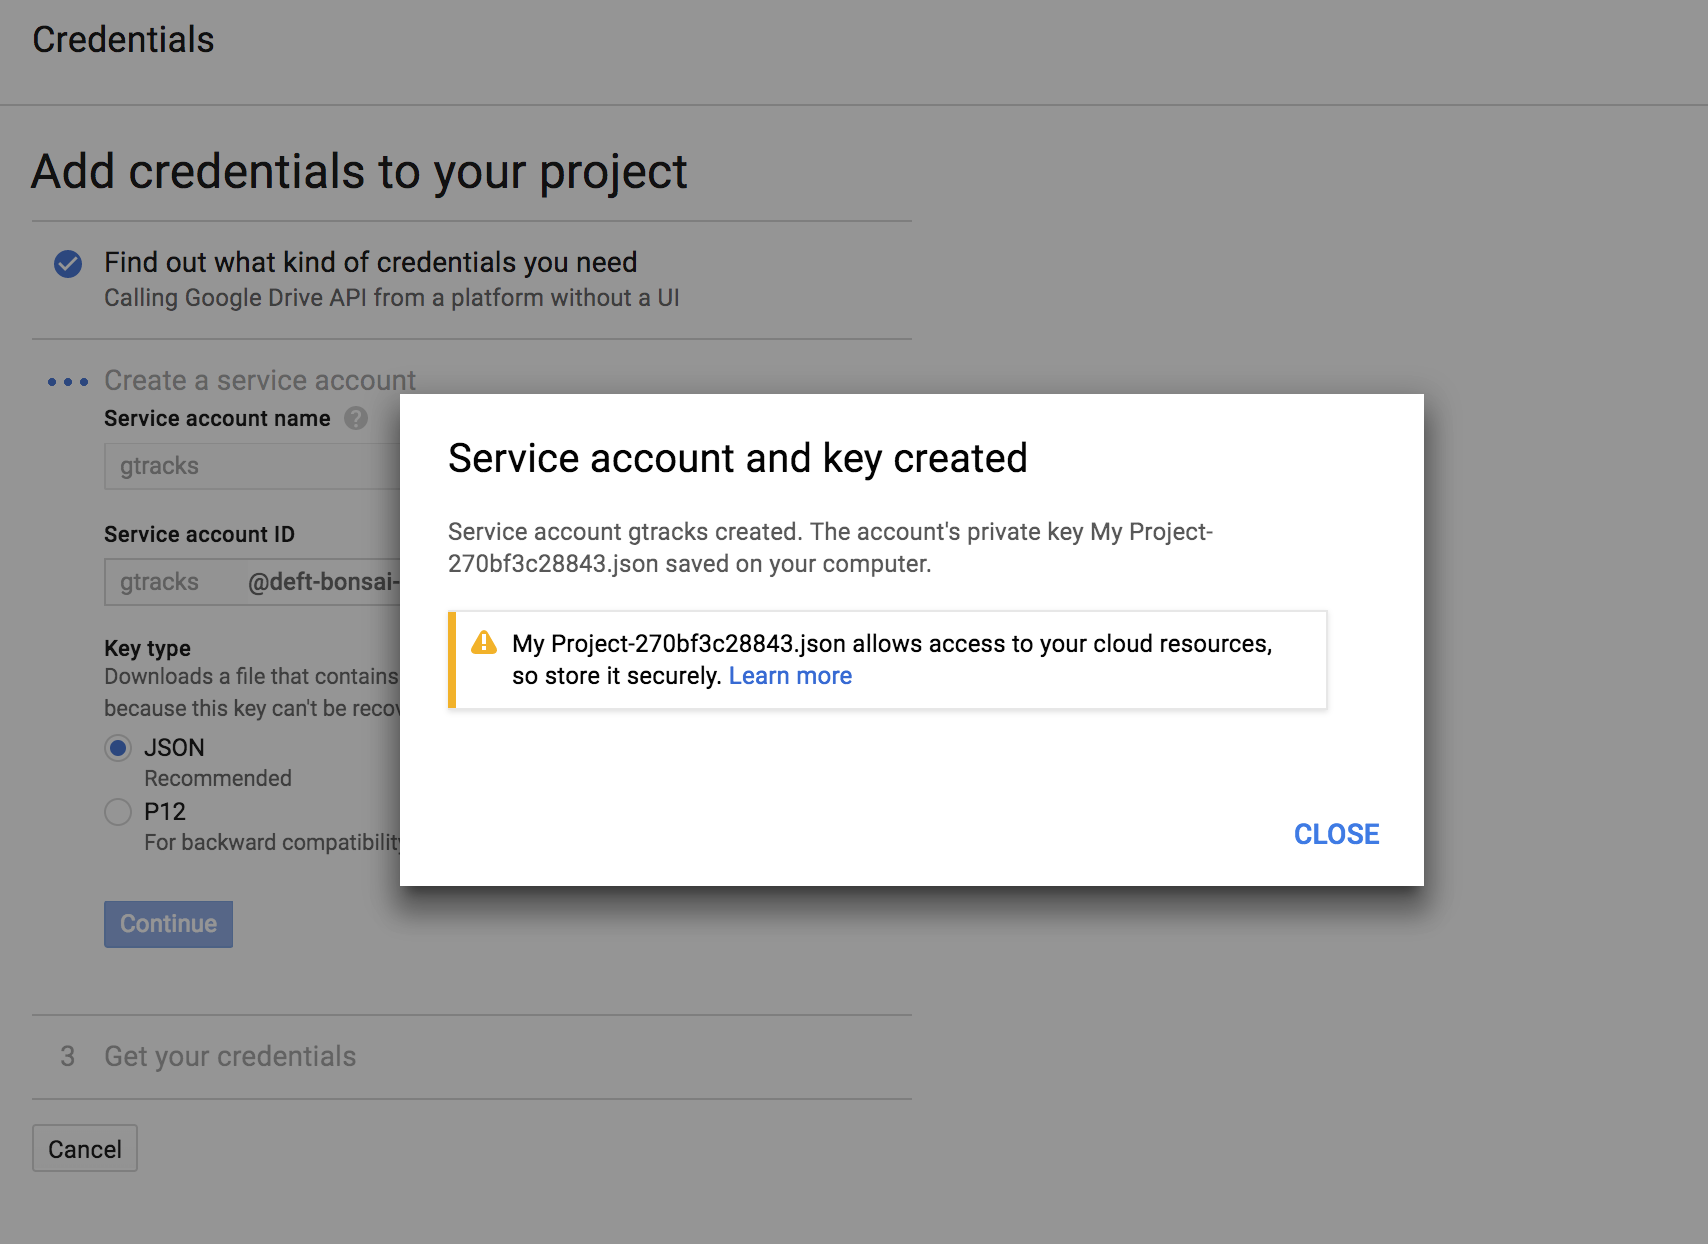 Credentials
Add credentials to your project
Find out what kind of credentials you need
Calling Google Drive API from a platform without a UI
Create a service account
Service account name ?
gtracks
Service account ID
gtracks @deft-bonsai-
Key type
Downloads a file that contains
because this key can't be
JSON
Recommended
P12
For backward compatibility
Continue
3 Get your credentials
Cancel
Service account and key created
Service account gtracks created. The account's private key My Project-
270bf3c28843.json saved on your computer.
My Project-270bf3c28843.json allows access to your cloud resources,
so store it securely. Learn more
CLOSE